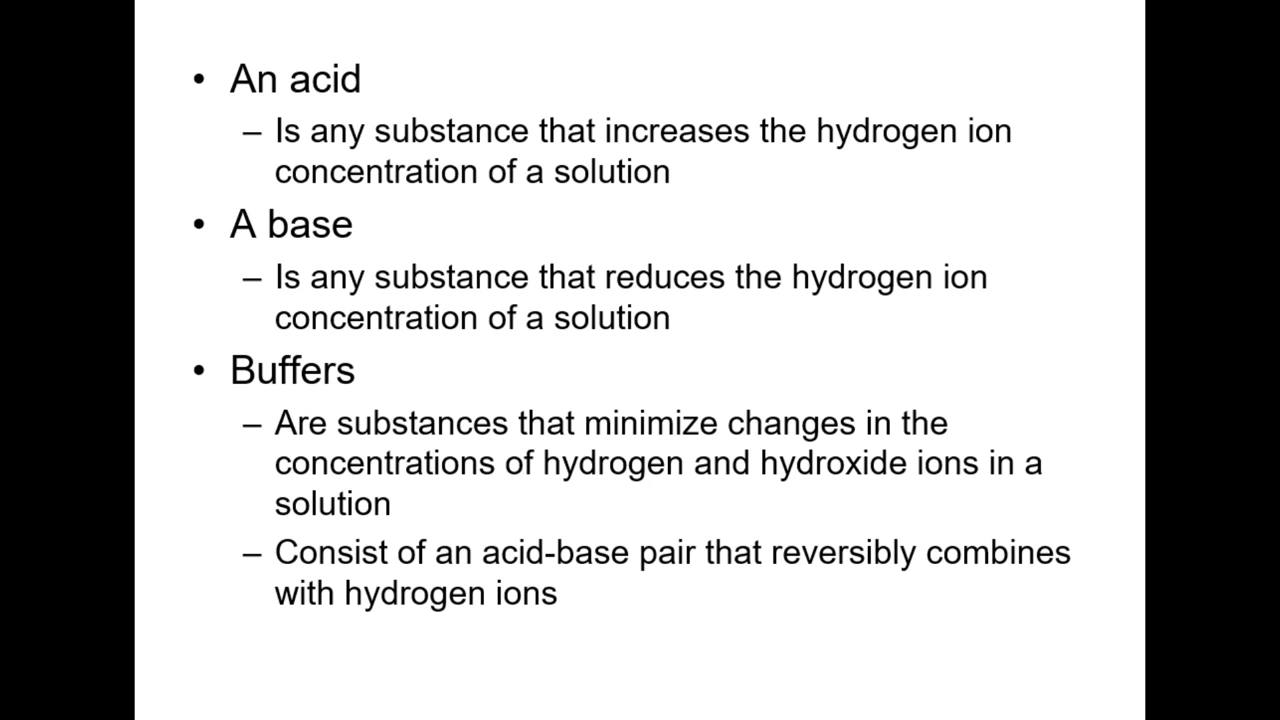 • An acid
– Is any substance that increases the hydrogen ion
concentration of a solution
• A base
– Is any substance that reduces the hydrogen ion
concentration of a solution
• Buffers
– Are substances that minimize changes in the
concentrations of hydrogen and hydroxide ions in a
solution
– Consist of an acid-base pair that reversibly combines
with hydrogen ions